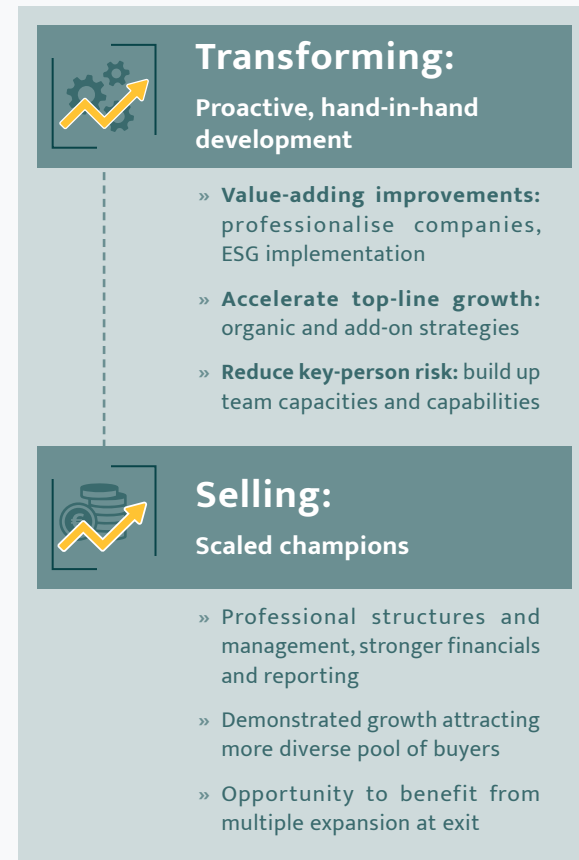 Transforming:
Proactive, hand-in-hand
development
» Value-adding improvements:
professionalise companies,
ESG implementation
» Accelerate top-line growth:
organic and add-on strategies
» Reduce key-person risk: build up
team capacities and capabilities
€
Selling:
Scaled champions
» Professional structures and
management, stronger financials
and reporting
» Demonstrated growth attracting
more diverse pool of buyers
» Opportunity to benefit from
multiple expansion at exit